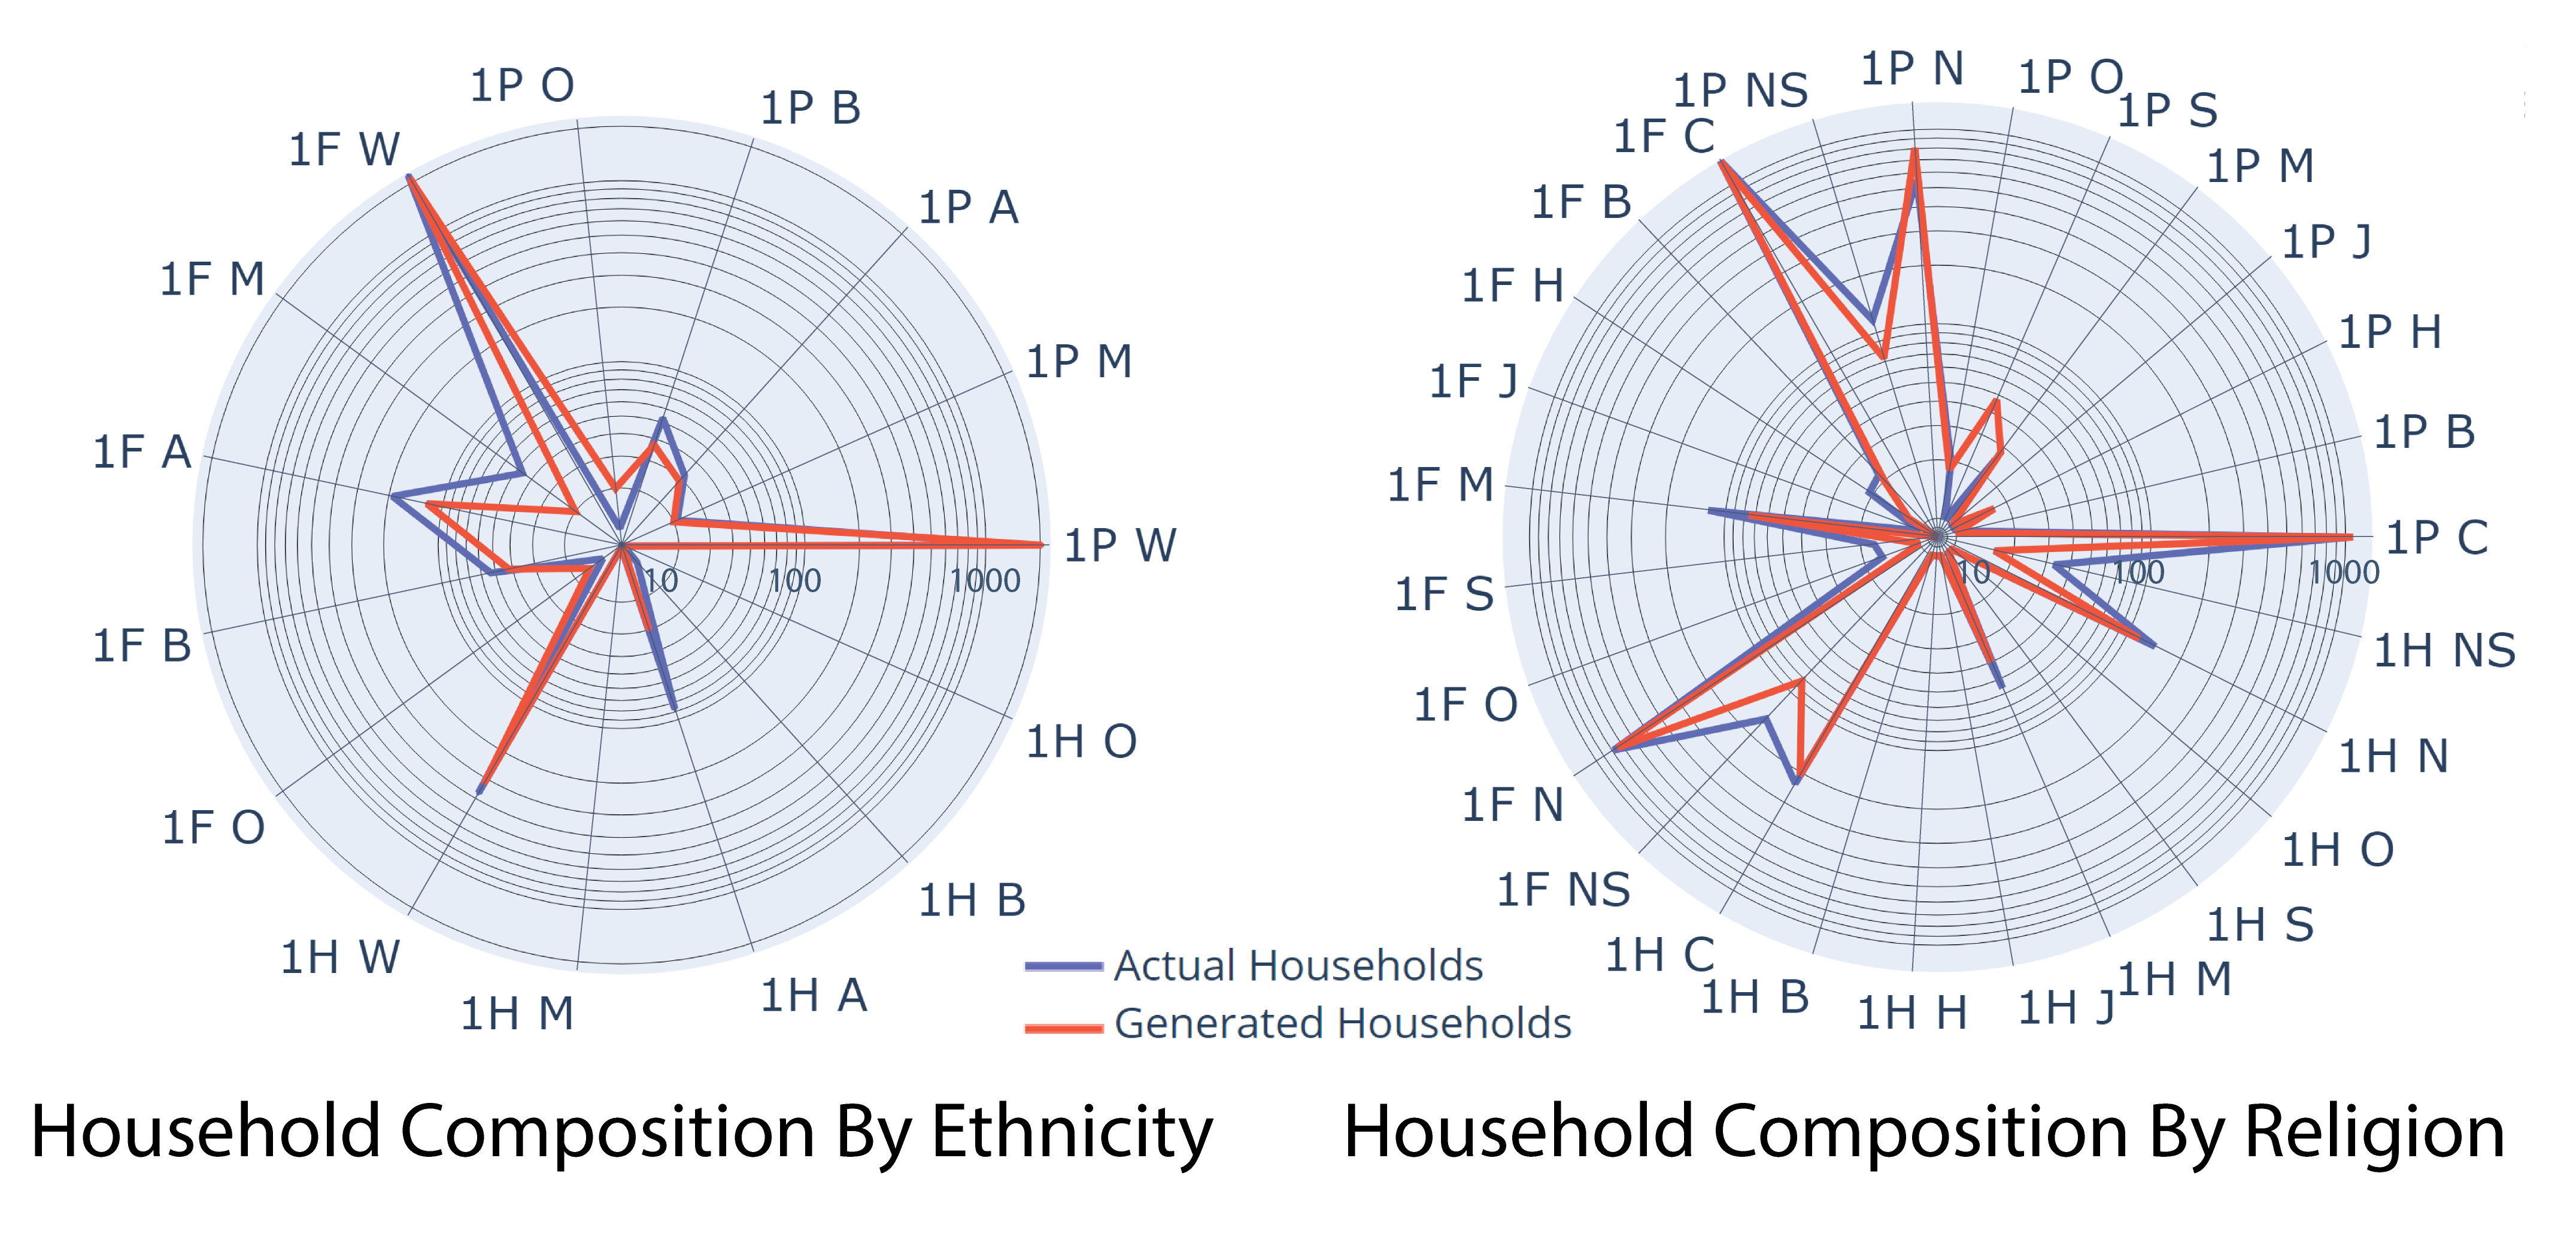 1P O
1P B
1F W
1P A
1F M
1P M
1F A
1P W
10
100
1000
1F B
1H O
1F O
1H B
1H W
1H A
1H M
1P N
1P O
1P NS
1P S
1F C
1P M
1F B
1P J
1F H
1P H
1F J
1P B
1F M
1P C
10
100
1000
1F S
1H NS
1F O
1H N
1F N
1H O
1F NS
1H S
1H C
1H M
1H B
1H H
1H J
Actual Households
Generated Households
Household Composition By Ethnicity
Household Composition By Religion